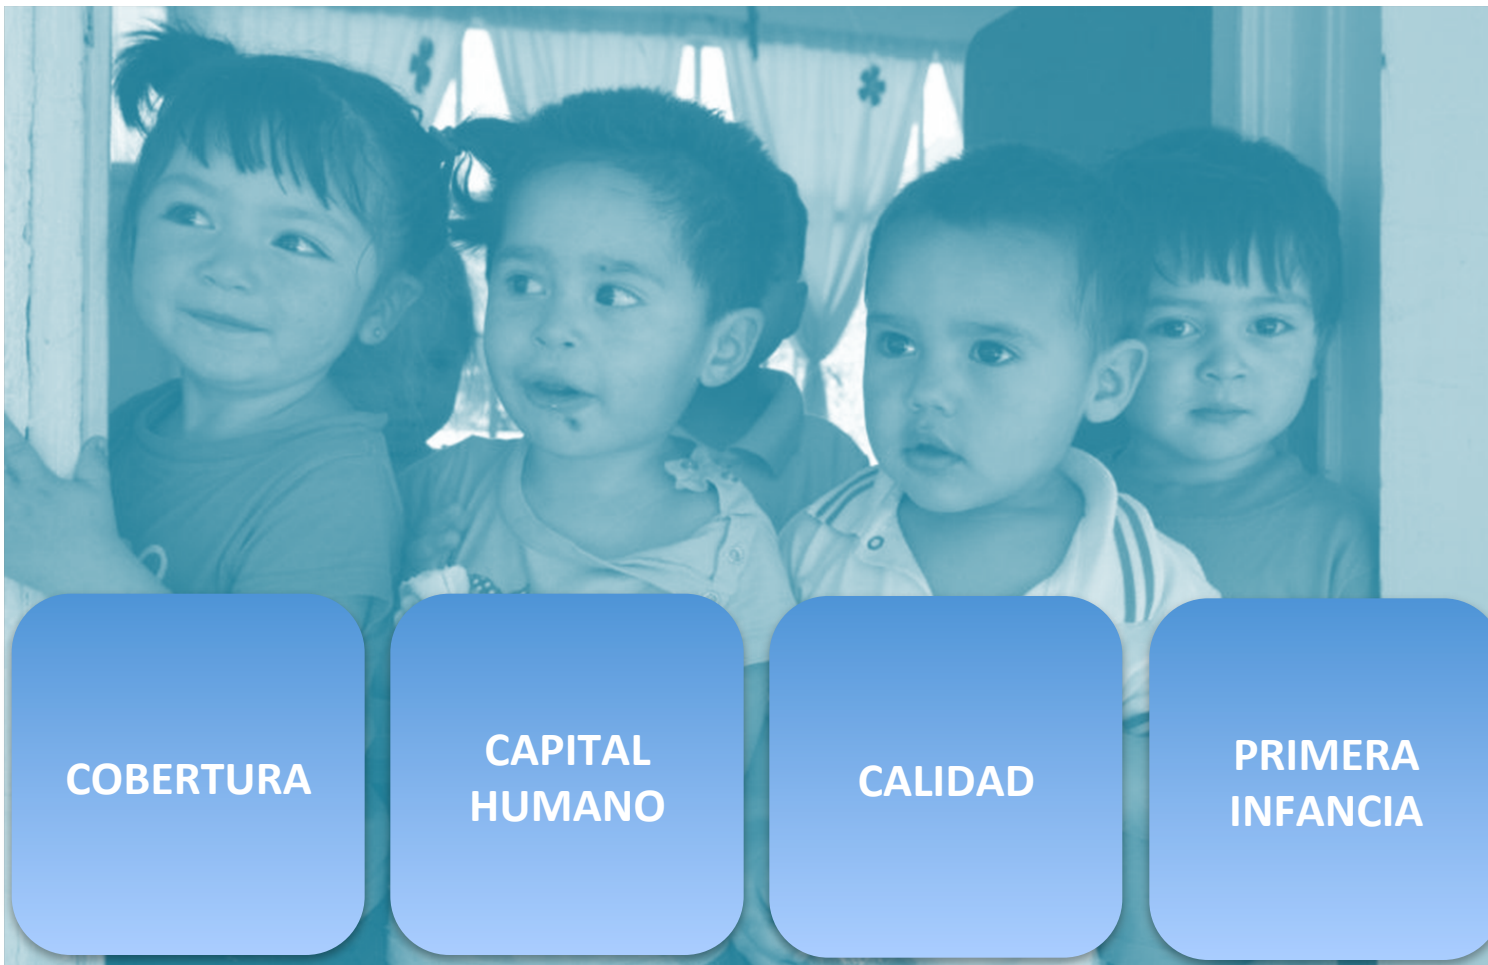 COBERTURA
CAPITAL
HUMANO
CALIDAD
PRIMERA
INFANCIA